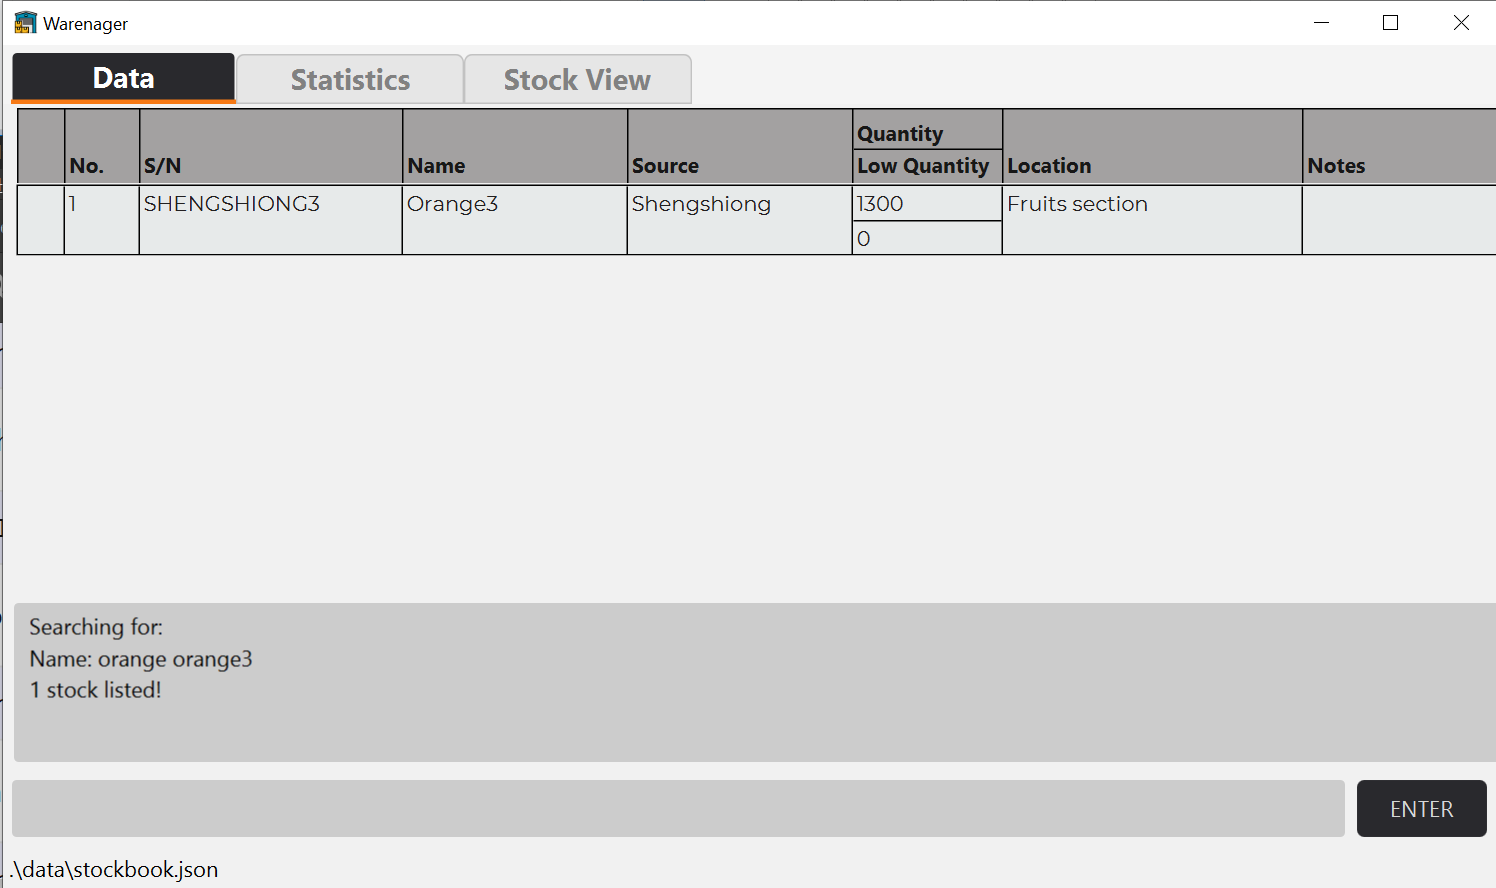 Warenager
Data Statistics Stock View
No. S/N Name Source Quantity Low Quantity Location Notes
1 SHENGSHIONG3 Orange3 Shengshiong 1300 Fruits section
0
Searching for:
Name: orange orange3
1 stock listed!
ENTER
.\data\stockbook.json